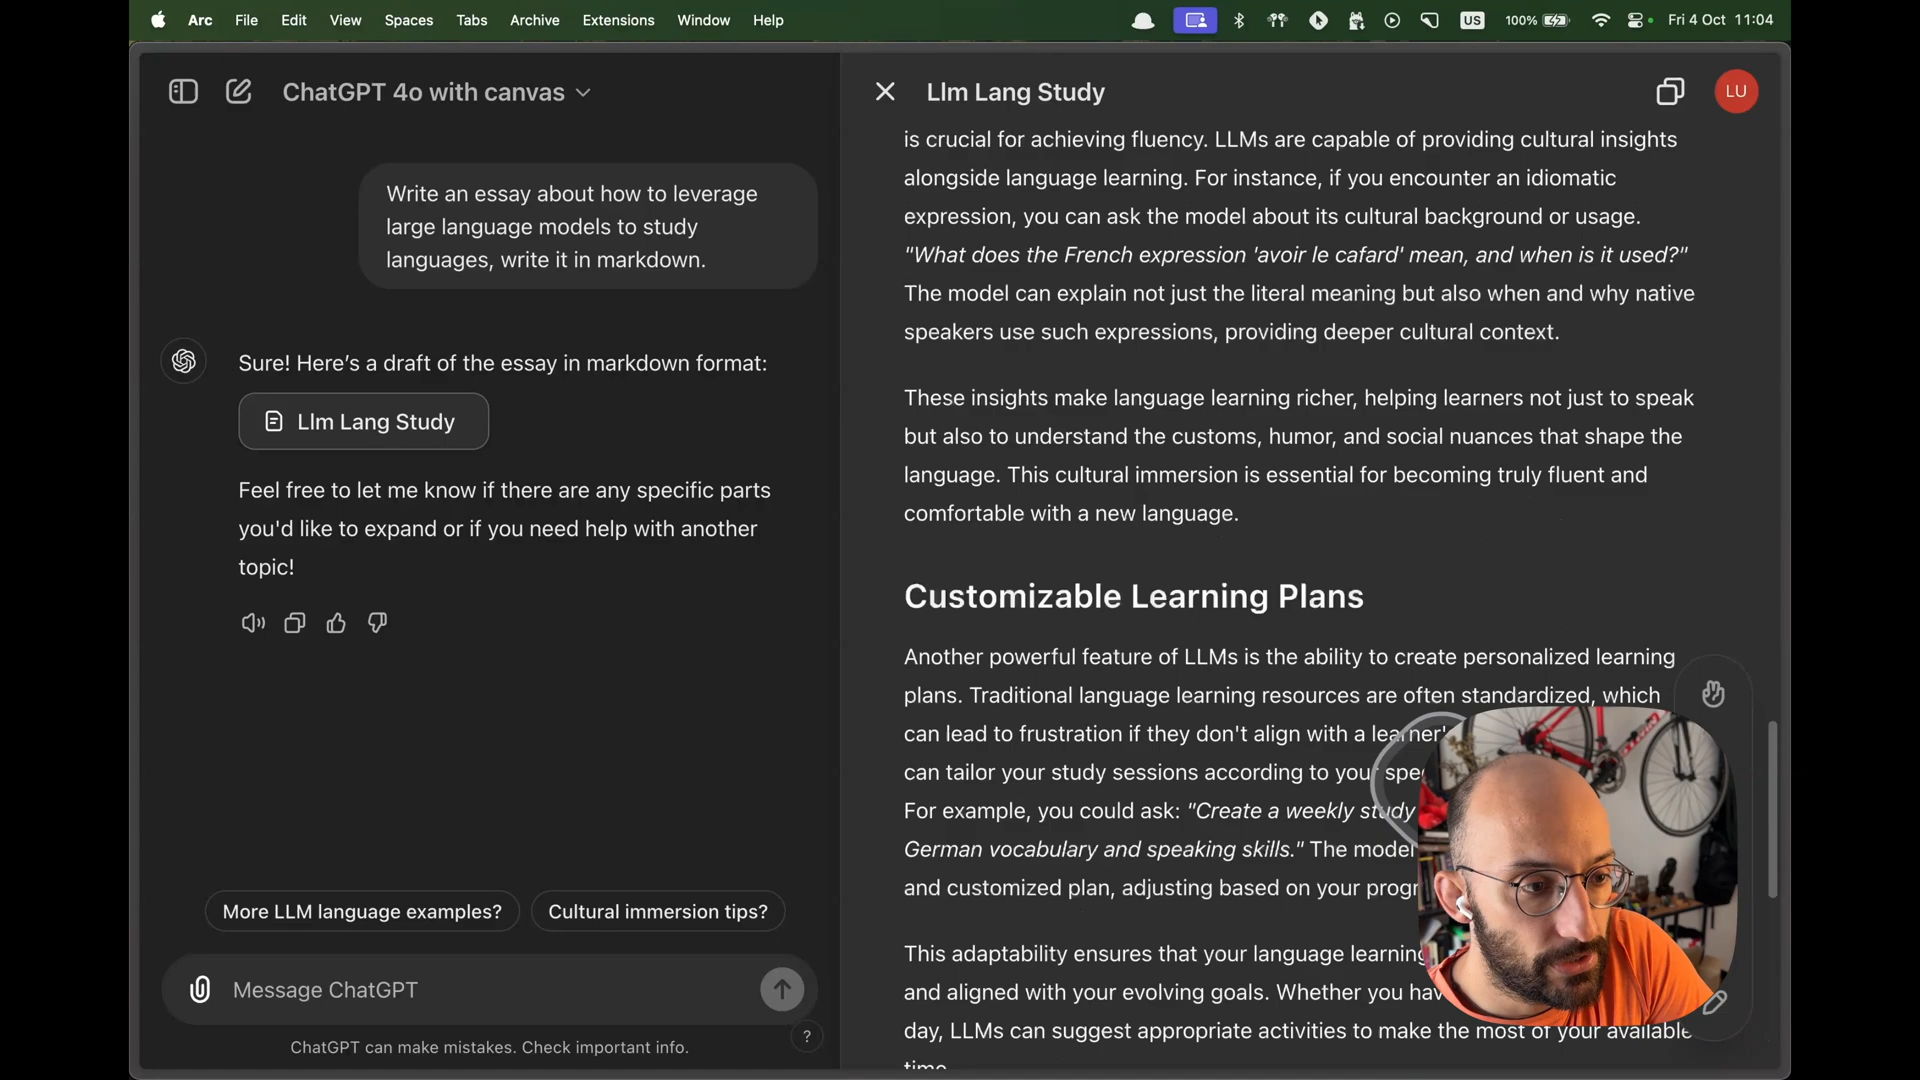 Arc File Edit View Spaces Tabs Archive Extensions Window Help US 100% Fri 4 Oct 11:04
ChatGPT 4o with canvas
Write an essay about how to leverage
large language models to study
languages, write it in markdown.
Sure! Here’s a draft of the essay in markdown format:
Llm Lang Study
Feel free to let me know if there are any specific parts
you'd like to expand or if you need help with another
topic!
More LLM language examples? Cultural immersion tips?
Message ChatGPT
?
ChatGPT can make mistakes. Check important info.
Llm Lang Study
LU
is crucial for achieving fluency. LLMs are capable of providing cultural insights
alongside language learning. For instance, if you encounter an idiomatic
expression, you can ask the model about its cultural background or usage.
"What does the French expression 'avoir le cafard' mean, and when is it used?"
The model can explain not just the literal meaning but also when and why native
speakers use such expressions, providing deeper cultural context.
These insights make language learning richer, helping learners not just to speak
but also to understand the customs, humor, and social nuances that shape the
language. This cultural immersion is essential for becoming truly fluent and
comfortable with a new language.
Customizable Learning Plans
Another powerful feature of LLMs is the ability to create personalized learning
plans. Traditional language learning resources are often standardized, which
can lead to frustration if they don't align with a learner'
can tailor your study sessions according to your spe
For example, you could ask: "Create a weekly study
German vocabulary and speaking skills." The model
and customized plan, adjusting based on your prog
This adaptability ensures that your language learning
and aligned with your evolving goals. Whether you hav
day, LLMs can suggest appropriate activities to make the most of your available
time.